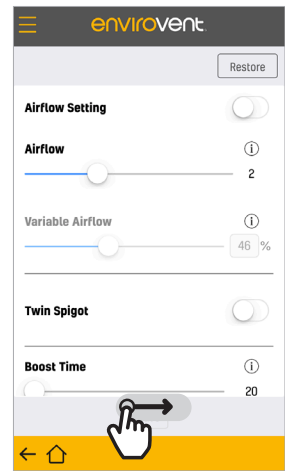 envirovent.
Restore
Airflow Setting
Airflow
2
Variable Airflow
46 %
Twin Spigot
Boost Time
20